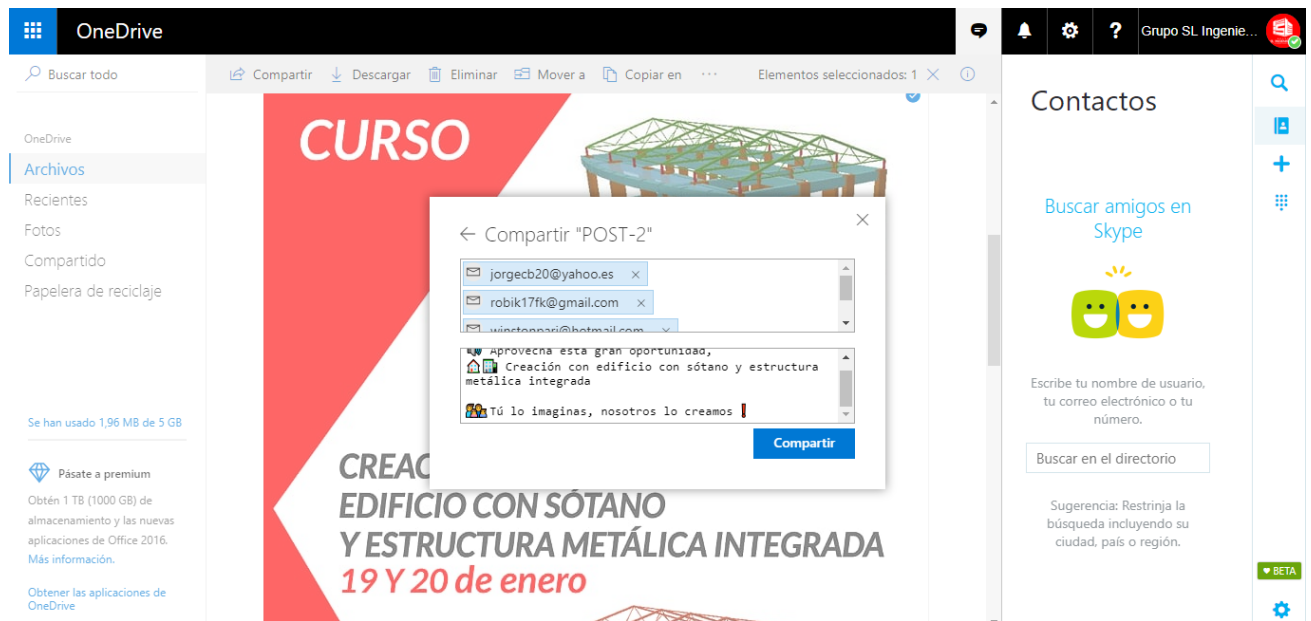 OneDrive
Grupo SL Ingenie...
Buscar todo
Compartir
Descargar
Eliminar
Mover a
Copiar en
Elementos seleccionados: 1
OneDrive
Archivos
Recientes
Fotos
Compartido
Papelera de reciclaje
Se han usado 1,96 MB de 5 GB
Pásate a premium
Obtén 1 TB (1000 GB) de
almacenamiento y las nuevas
aplicaciones de Office 2016.
Más información.
Obtener las aplicaciones de
OneDrive
CURSO
Compartir "POST-2"
jorgecb20@yahoo.es
robik17fk@gmail.com
winstonpari@hotmail.com
Aprovecha esta gran oportunidad,
Creación con edificio con sótano y estructura
metálica integrada
Tú lo imaginas, nosotros lo creamos❗
Compartir
CREAC
EDIFICIO CON SÓTANO
Y ESTRUCTURA METÁLICA INTEGRADA
19 Y 20 de enero
Contactos
Buscar amigos en
Skype
Escribe tu nombre de usuario,
tu correo electrónico o tu
número.
Buscar en el directorio
Sugerencia: Restrinja la
búsqueda incluyendo su
ciudad, país o región.
BETA